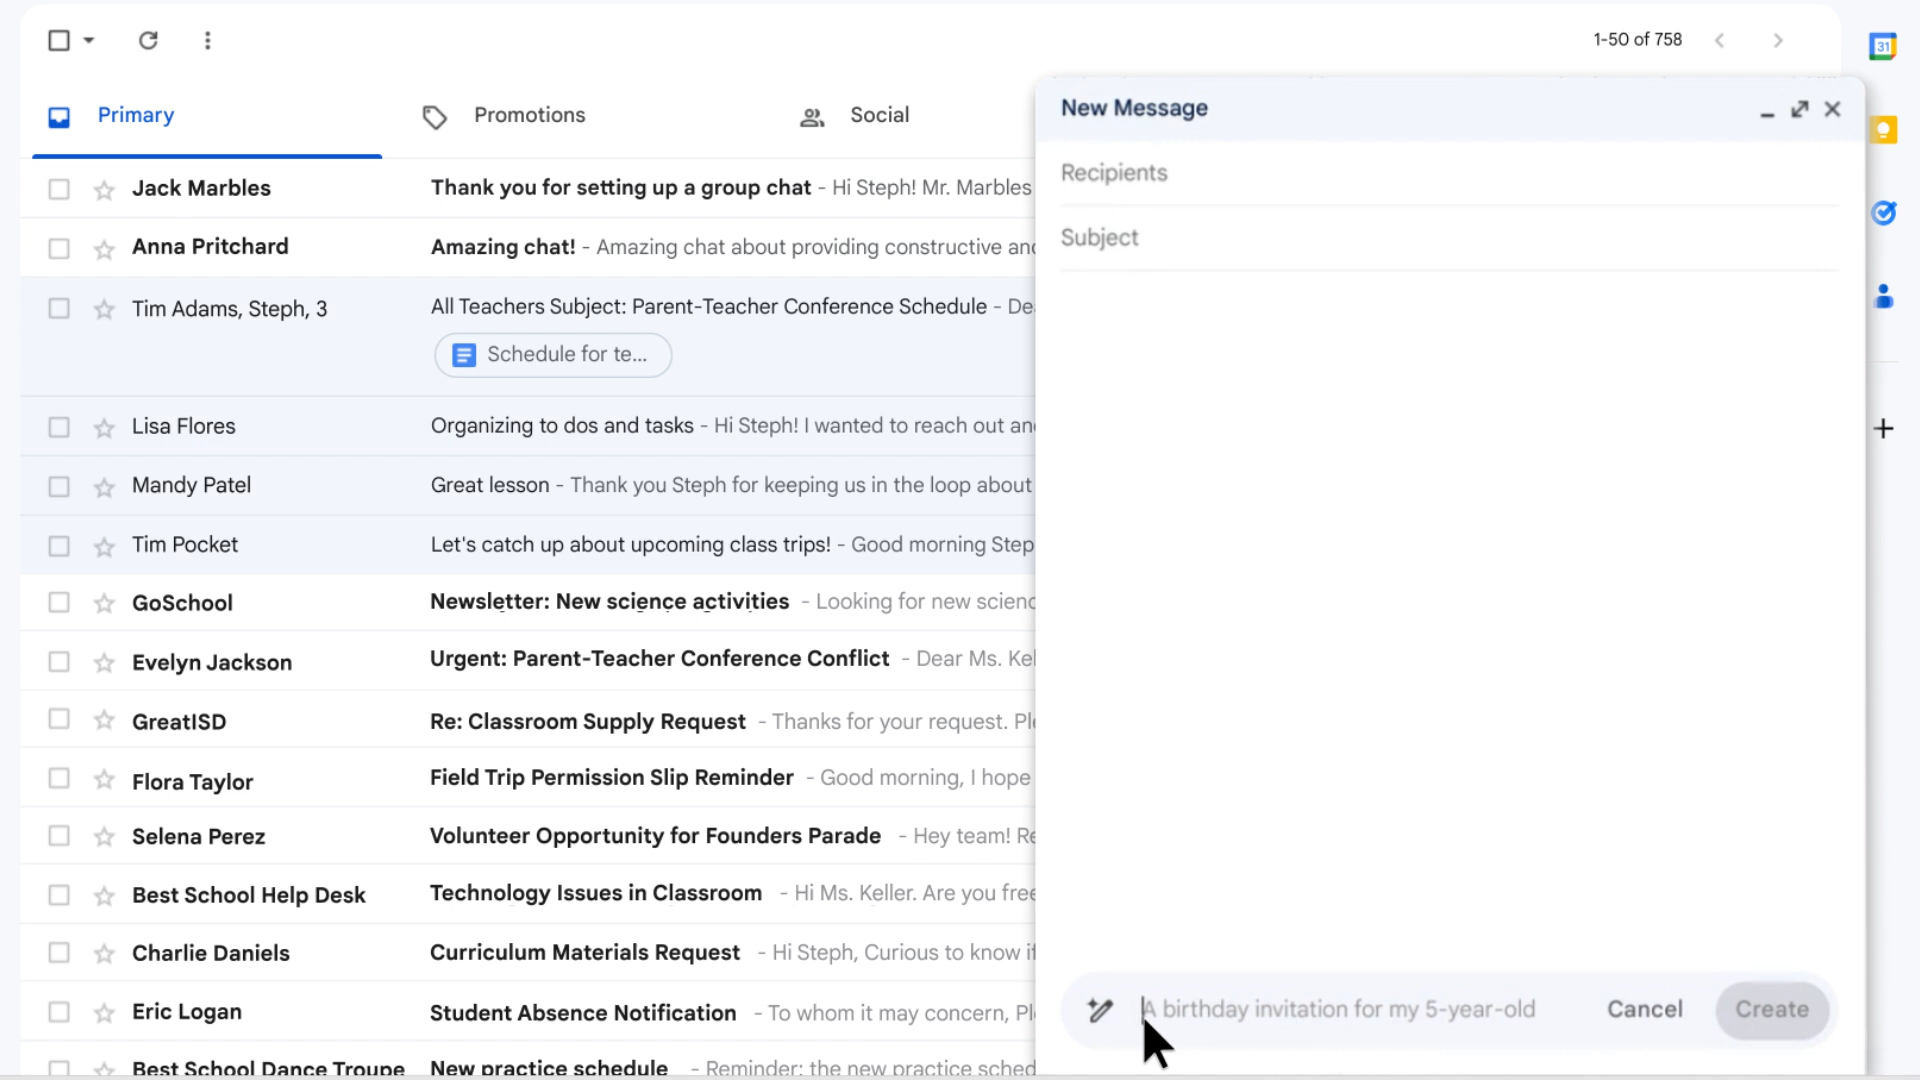 1-50 of 758
31
Primary Promotions Social
New Message
Recipients
Subject
Jack Marbles Thank you for setting up a group chat - Hi Steph! Mr. Marbles
Anna Pritchard Amazing chat! - Amazing chat about providing constructive and
Tim Adams, Steph, 3 All Teachers Subject: Parent-Teacher Conference Schedule - De
Schedule for te...
Lisa Flores Organizing to dos and tasks - Hi Steph! I wanted to reach out an
Mandy Patel Great lesson - Thank you Steph for keeping us in the loop about
Tim Pocket Let's catch up about upcoming class trips! - Good morning Step
GoSchool Newsletter: New science activities - Looking for new scienc
Evelyn Jackson Urgent: Parent-Teacher Conference Conflict - Dear Ms. Kel
GreatISD Re: Classroom Supply Request - Thanks for your request. Ple
Flora Taylor Field Trip Permission Slip Reminder - Good morning, I hope
Selena Perez Volunteer Opportunity for Founders Parade - Hey team! Re
Best School Help Desk Technology Issues in Classroom - Hi Ms. Keller. Are you free
Charlie Daniels Curriculum Materials Request - Hi Steph, Curious to know if
Eric Logan Student Absence Notification - To whom it may concern, Pl
Best School Dance Troupe New practice schedule - Reminder: the new practice sched
A birthday invitation for my 5-year-old Cancel Create